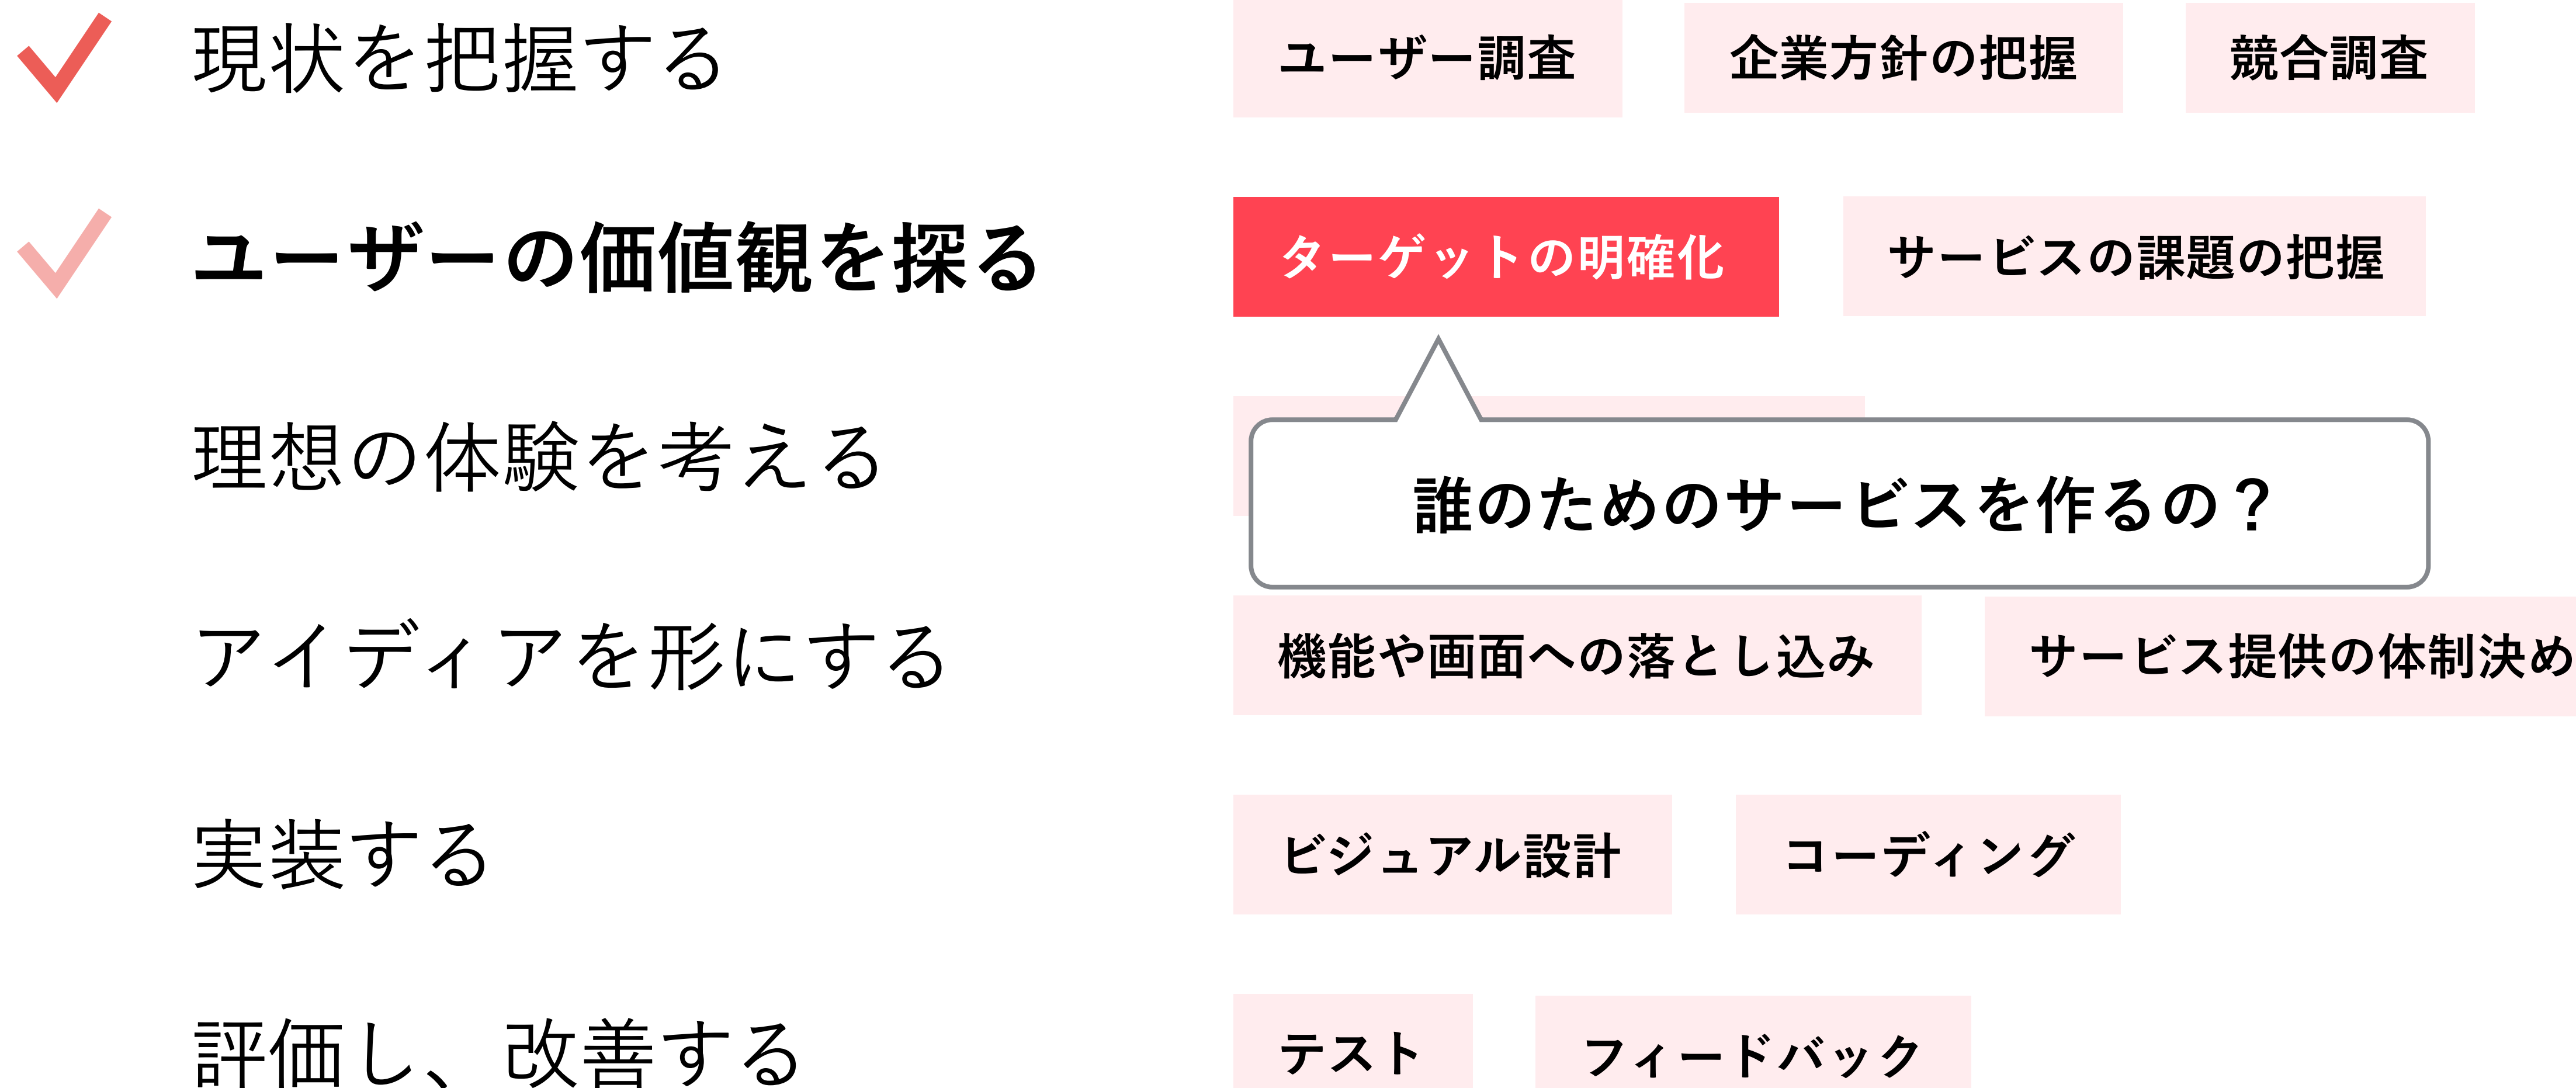 現状を把握する
ユーザー調査
企業方針の把握
競合調査
ユーザーの価値観を探る
ターゲットの明確化
サービスの課題の把握
理想の体験を考える
誰のためのサービスを作るの？
アイディアを形にする
機能や画面への落とし込み
サービス提供の体制決め
実装する
ビジュアル設計
コーディング
評価し、改善する
テスト
フィードバック